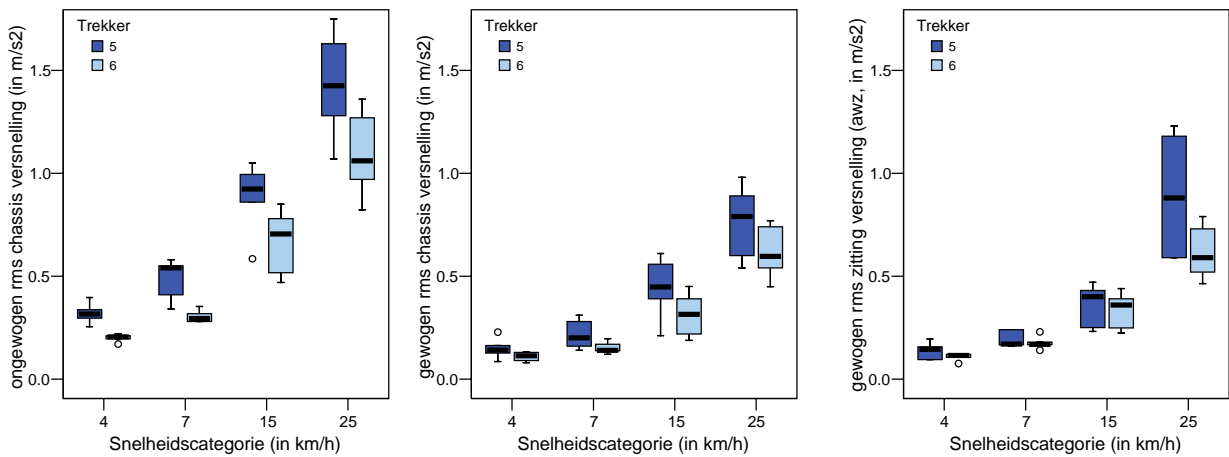 ongewogen rms chassis versnelling (in m/s2)
Trekker
5
6
1.5
1.0
0.5
0.0
4 7 15 25
Snelheidscategorie (in km/h)
gewogen rms chassis versnelling (in m/s2)
Trekker
5
6
1.5
1.0
0.5
0.0
4 7 15 25
Snelheidscategorie (in km/h)
gewogen rms zitting versnelling (awz, in m/s2)
Trekker
5
6
1.5
1.0
0.5
0.0
4 7 15 25
Snelheidscategorie (in km/h)